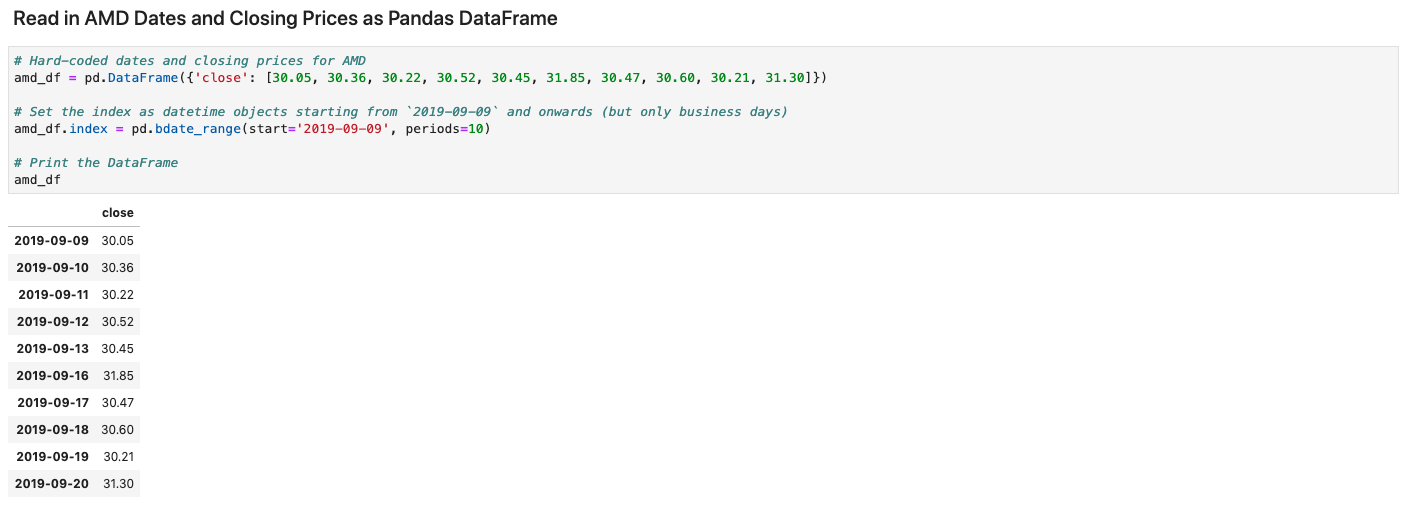 Read in AMD Dates and Closing Prices as Pandas DataFrame
# Hard-coded dates and closing prices for AMD
amd_df = pd.DataFrame({'close': [30.05, 30.36, 30.22, 30.52, 30.45, 31.85, 30.47, 30.60, 30.21, 31.30]})
# Set the index as datetime objects starting from `2019-09-09` and onwards (but only business days)
amd_df.index = pd.bdate_range(start='2019-09-09', periods=10)
# Print the DataFrame
amd_df
close
2019-09-09 30.05
2019-09-10 30.36
2019-09-11 30.22
2019-09-12 30.52
2019-09-13 30.45
2019-09-16 31.85
2019-09-17 30.47
2019-09-18 30.60
2019-09-19 30.21
2019-09-20 31.30